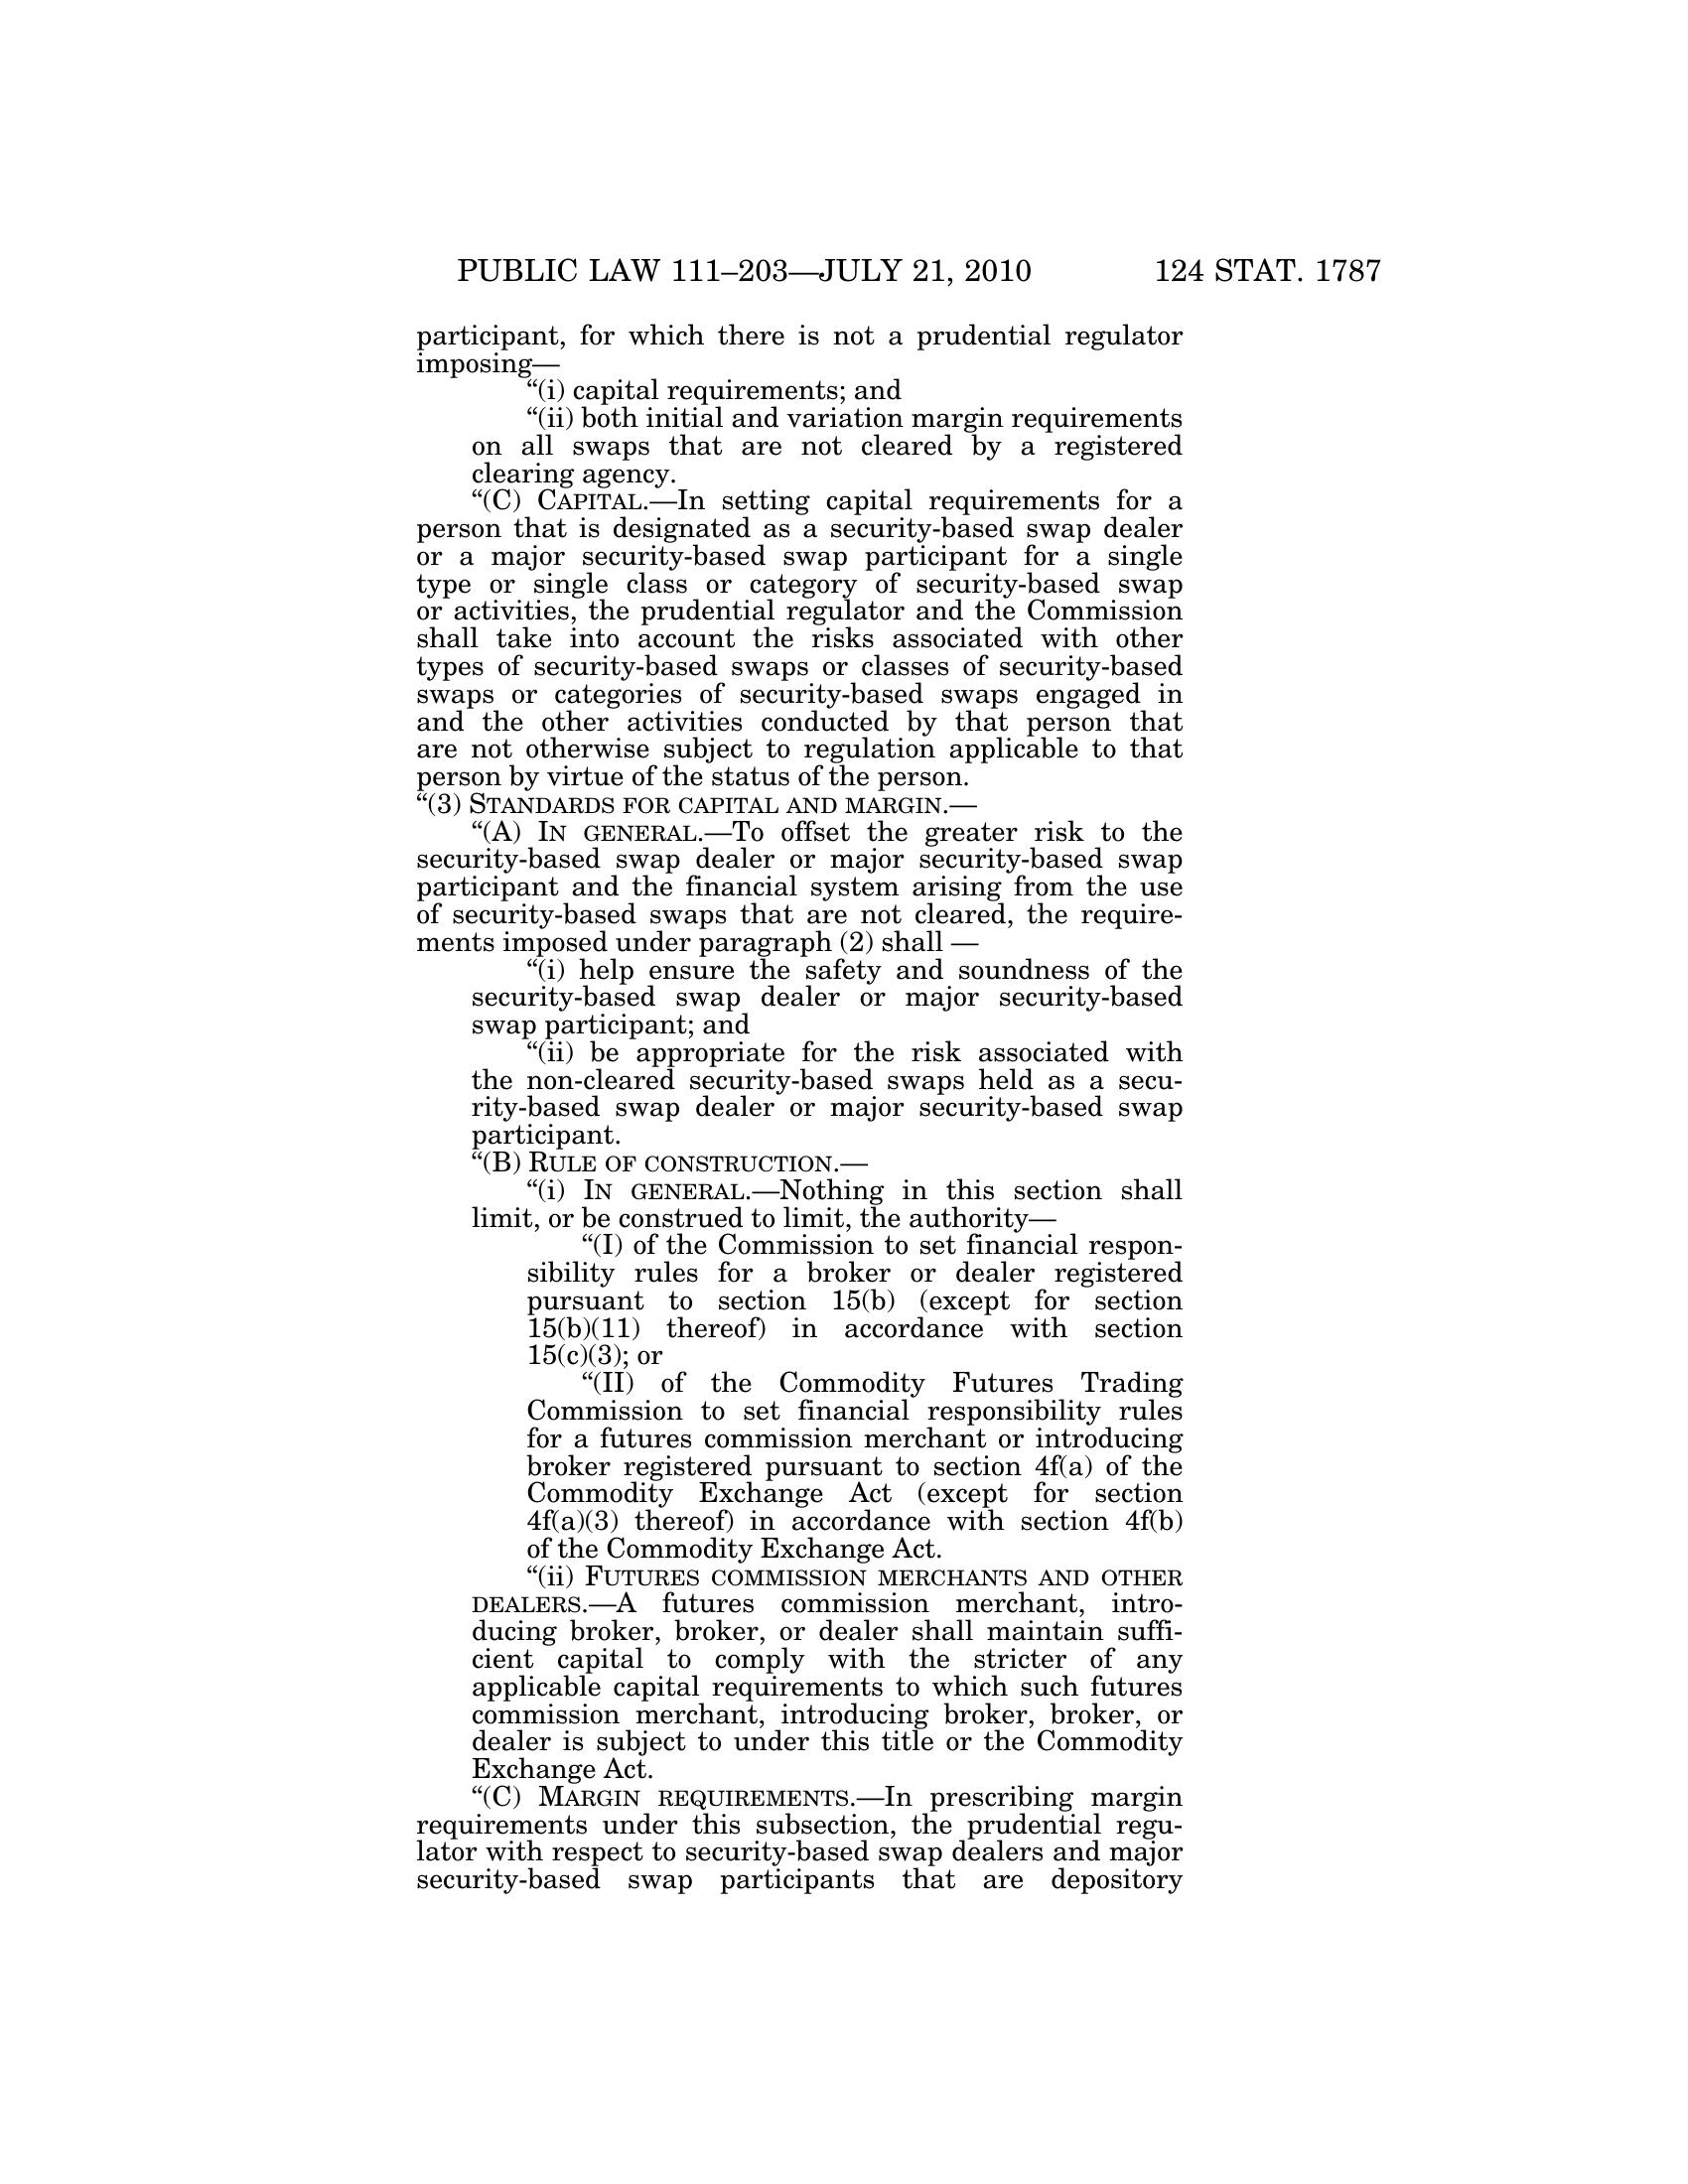 PUBLIC LAW 111–203—JULY 21, 2010 124 STAT. 1787
participant, for which there is not a prudential regulator
imposing—
“(i) capital requirements; and
“(ii) both initial and variation margin requirements
on all swaps that are not cleared by a registered
clearing agency.
“(C) CAPITAL.—In setting capital requirements for a
person that is designated as a security-based swap dealer
or a major security-based swap participant for a single
type or single class or category of security-based swap
or activities, the prudential regulator and the Commission
shall take into account the risks associated with other
types of security-based swaps or classes of security-based
swaps or categories of security-based swaps engaged in
and the other activities conducted by that person that
are not otherwise subject to regulation applicable to that
person by virtue of the status of the person.
“(3) STANDARDS FOR CAPITAL AND MARGIN.—
“(A) IN GENERAL.—To offset the greater risk to the
security-based swap dealer or major security-based swap
participant and the financial system arising from the use
of security-based swaps that are not cleared, the require-
ments imposed under paragraph (2) shall —
“(i) help ensure the safety and soundness of the
security-based swap dealer or major security-based
swap participant; and
“(ii) be appropriate for the risk associated with
the non-cleared security-based swaps held as a secu-
rity-based swap dealer or major security-based swap
participant.
“(B) RULE OF CONSTRUCTION.—
“(i) IN GENERAL.—Nothing in this section shall
limit, or be construed to limit, the authority—
“(I) of the Commission to set financial respon-
sibility rules for a broker or dealer registered
pursuant to section 15(b) (except for section
15(b)(11) thereof) in accordance with section
15(c)(3); or
“(II) of the Commodity Futures Trading
Commission to set financial responsibility rules
for a futures commission merchant or introducing
broker registered pursuant to section 4f(a) of the
Commodity Exchange Act (except for section
4f(a)(3) thereof) in accordance with section 4f(b)
of the Commodity Exchange Act.
“(ii) FUTURES COMMISSION MERCHANTS AND OTHER
DEALERS.—A futures commission merchant, intro-
ducing broker, broker, or dealer shall maintain suffi-
cient capital to comply with the stricter of any
applicable capital requirements to which such futures
commission merchant, introducing broker, broker, or
dealer is subject to under this title or the Commodity
Exchange Act.
“(C) MARGIN REQUIREMENTS.—In prescribing margin
requirements under this subsection, the prudential regu-
lator with respect to security-based swap dealers and major
security-based swap participants that are depository